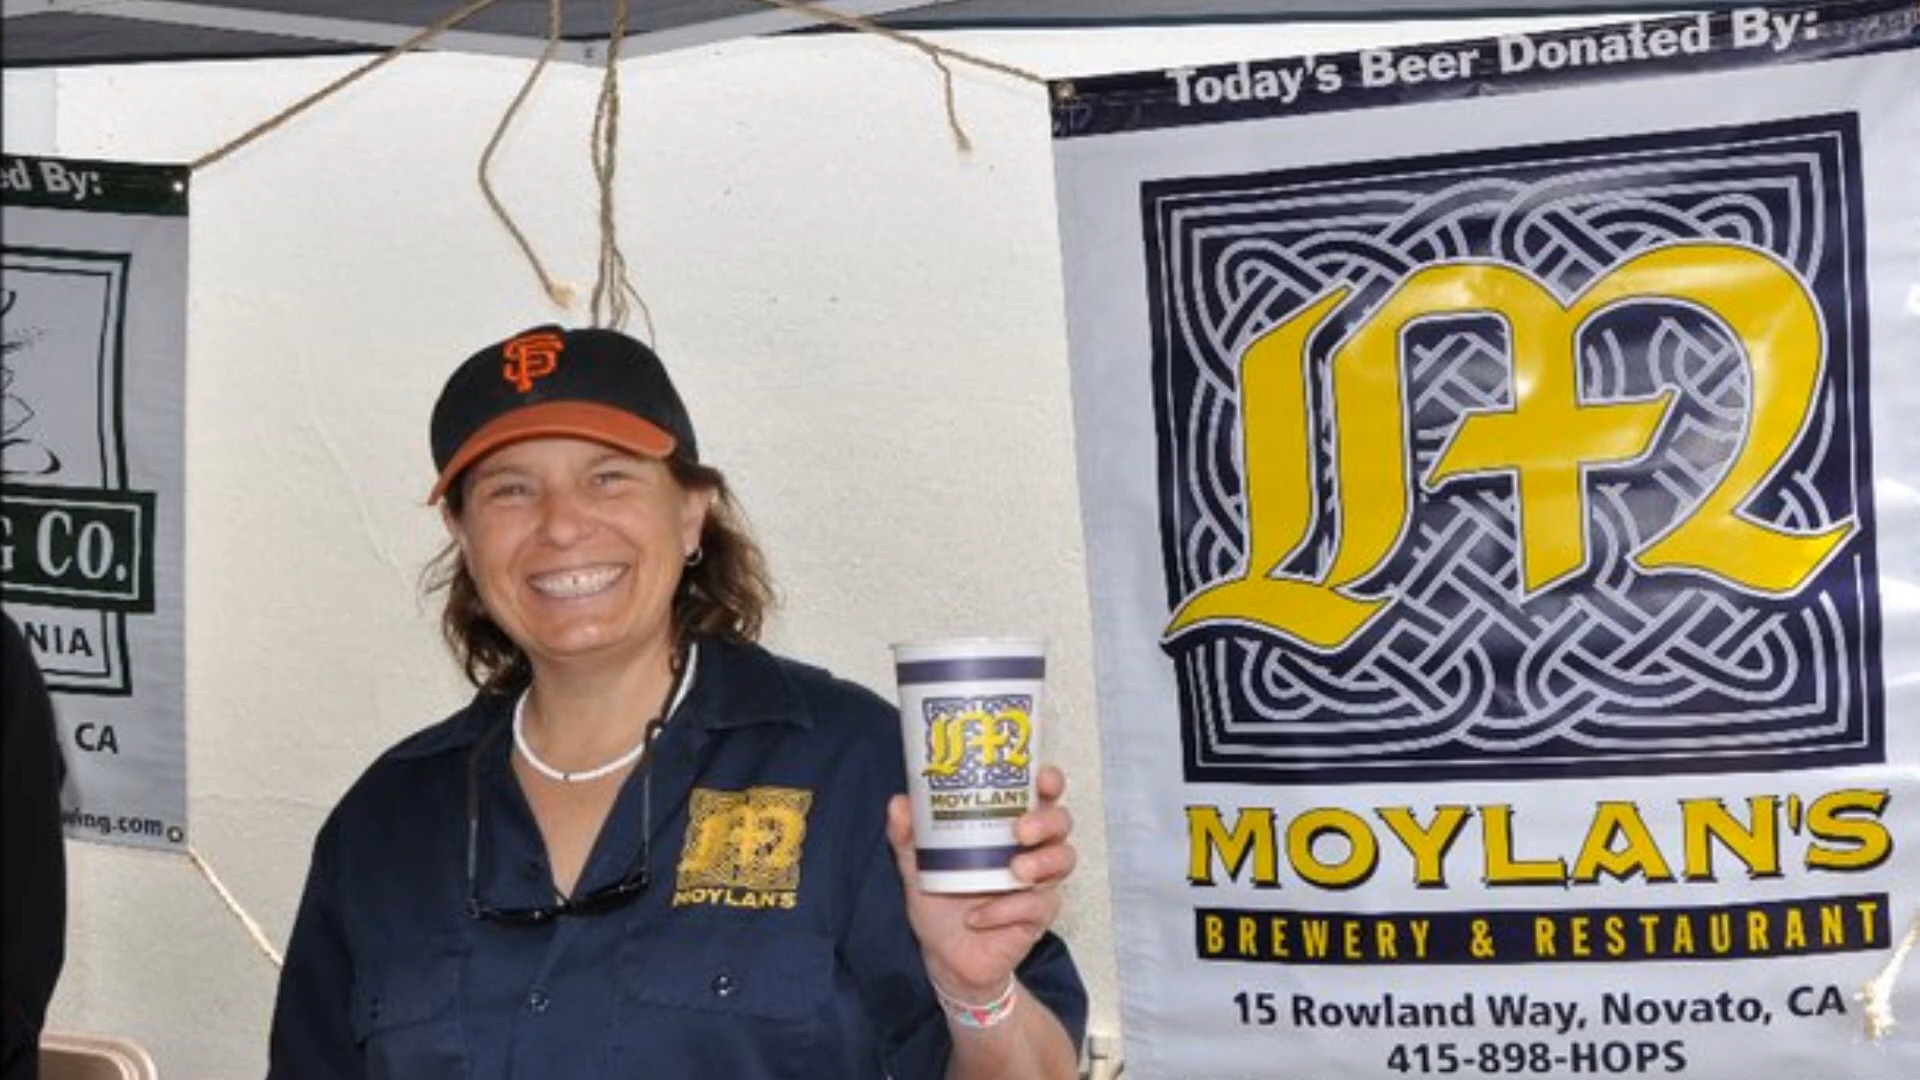 ed By:
G CO.
NIA
CA
wing.com
SF
MOYLAN'S
MOYLAN'S
Today's Beer Donated By:
M
MOYLAN'S
BREWERY & RESTAURANT
15 Rowland Way, Novato, CA
415-898-HOPS